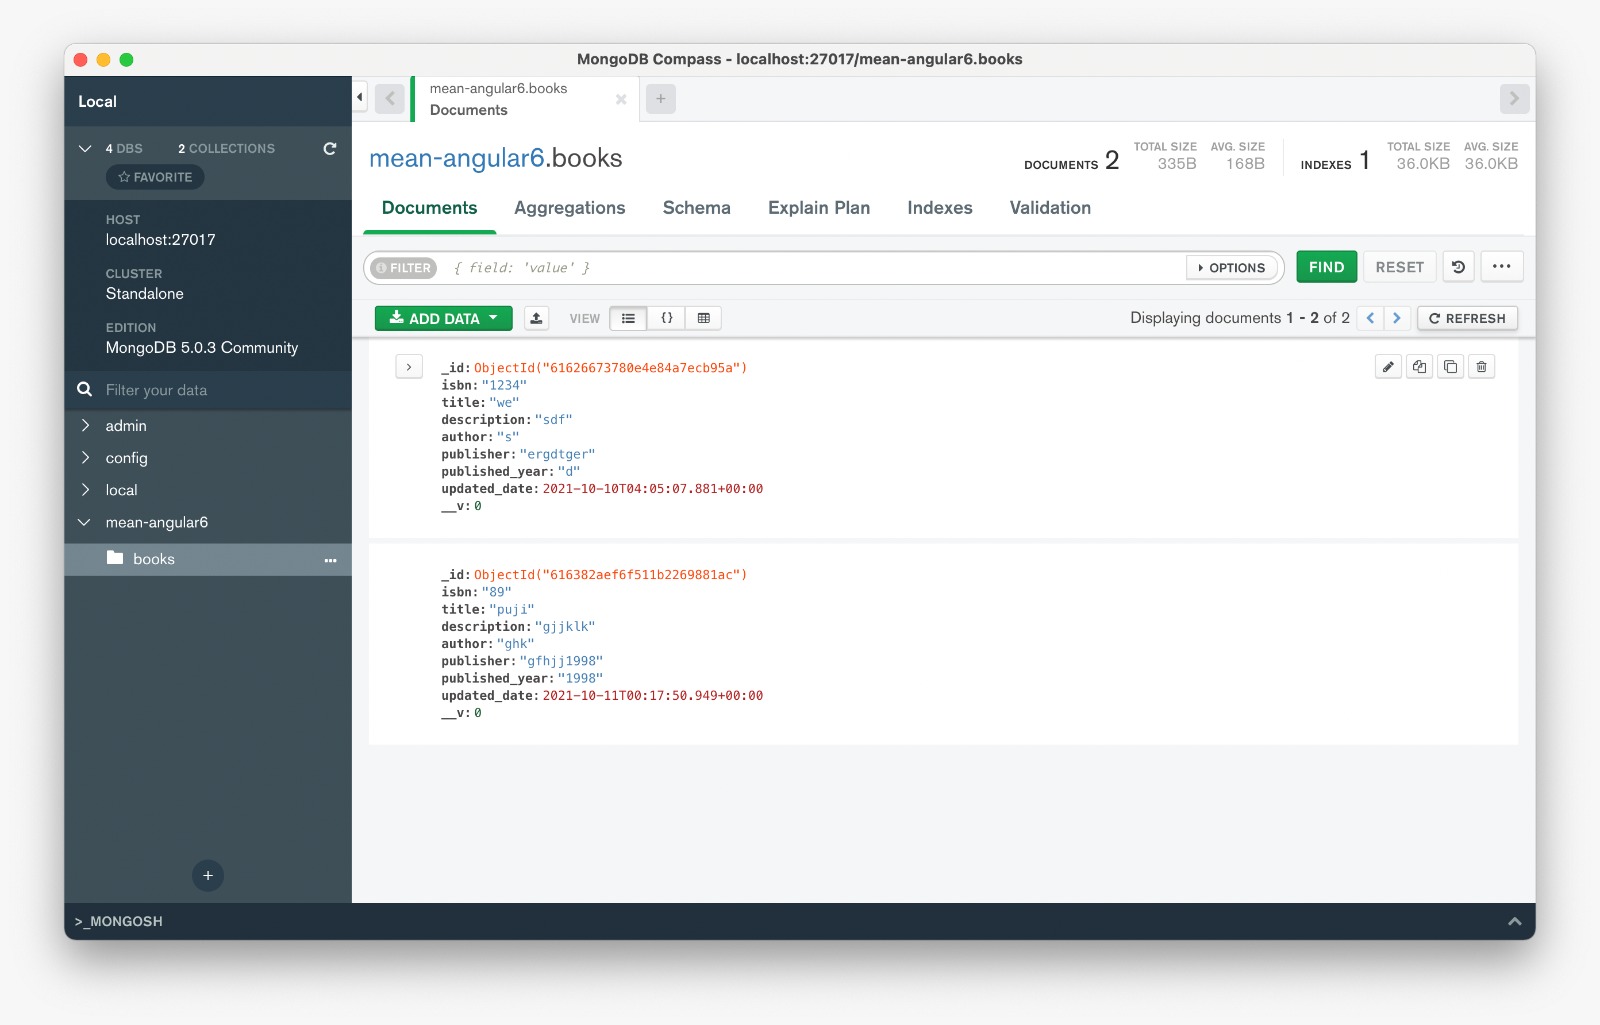 MongoDB Compass - localhost:27017/mean-angular6.books
Local
4 DBS 2 COLLECTIONS
FAVORITE
HOST
localhost:27017
CLUSTER
Standalone
EDITION
MongoDB 5.0.3 Community
Filter your data
admin
config
local
mean-angular6
books
>_MONGOSH
mean-angular6.books
Documents
mean-angular6.books
DOCUMENTS 2 TOTAL SIZE 335B AVG. SIZE 168B INDEXES 1 TOTAL SIZE 36.0KB AVG. SIZE 36.0KB
Documents Aggregations Schema Explain Plan Indexes Validation
FILTER { field: 'value' } OPTIONS FIND RESET
ADD DATA VIEW {} Displaying documents 1 - 2 of 2 REFRESH
_id: ObjectId("61626673780e4e84a7ecb95a")
isbn: "1234"
title: "we"
description: "sdf"
author: "s"
publisher: "ergdtger"
published_year: "d"
updated_date: 2021-10-10T04:05:07.881+00:00
__v: 0
_id: ObjectId("616382aef6f511b2269881ac")
isbn: "89"
title: "puji"
description: "gjjklk"
author: "ghk"
publisher: "gfhjj1998"
published_year: "1998"
updated_date: 2021-10-11T00:17:50.949+00:00
__v: 0